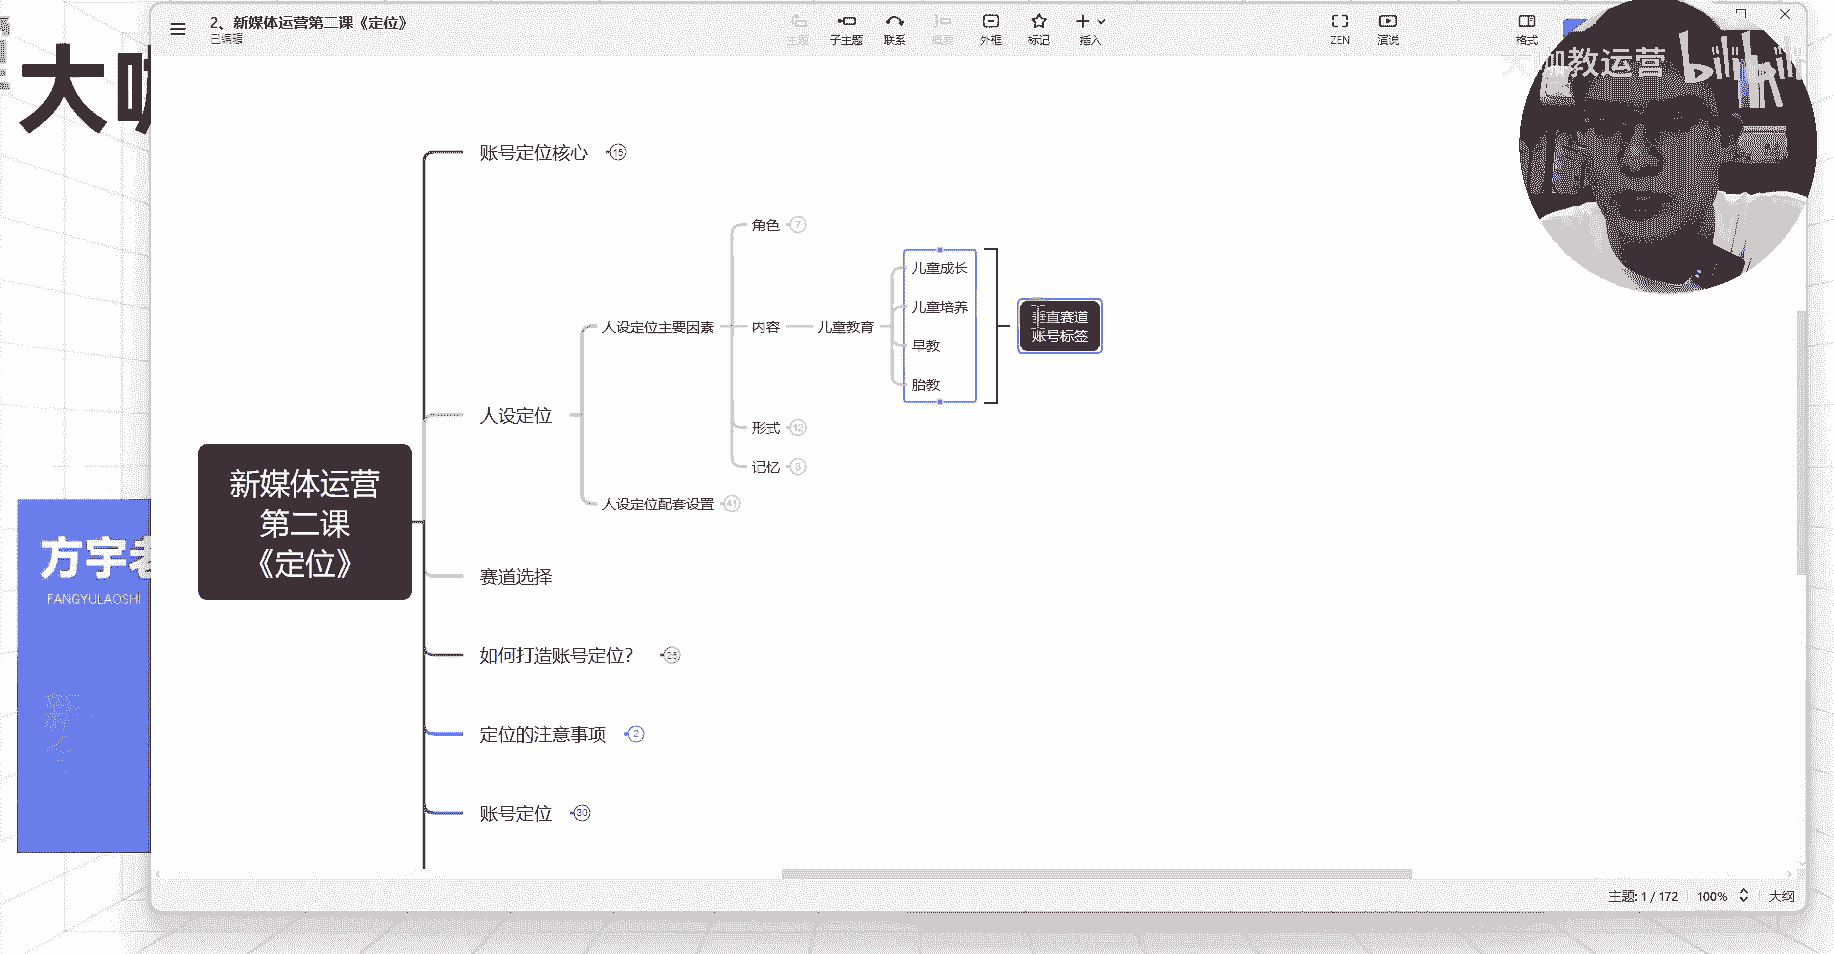 2、新媒体运营第二课《定位》
已编辑
主题
子主题
联系
概要
外框
标记
插入
ZEN
演说
格式
教运营
bilibili
大
账号定位核心
15
角色
7
儿童成长
儿童培养
垂直赛道
账号标签
人设定位主要因素
内容
儿童教育
早教
胎教
人设定位
形式
12
记忆
8
人设定位配套设置
41
新媒体运营
第二课
《定位》
方宇
FANGYULAOSHI
赛道选择
如何打造账号定位？
25
定位的注意事项
2
账号定位
30
主题: 1 / 172
100%
大纲